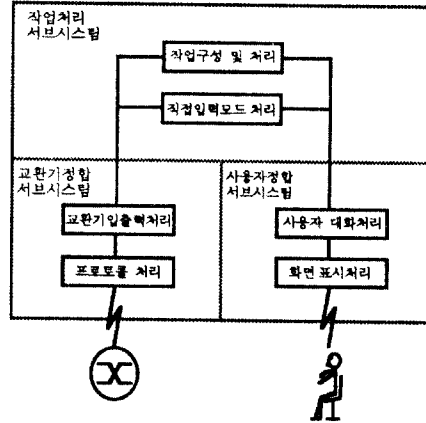 작업처리
서브시스템
작업구성 및 처리
직접입력모드 처리
교환기정합
서브시스템
사용자정합
서브시스템
교환기입출력처리
사용자 대화처리
프로토콜 처리
화면 표시처리